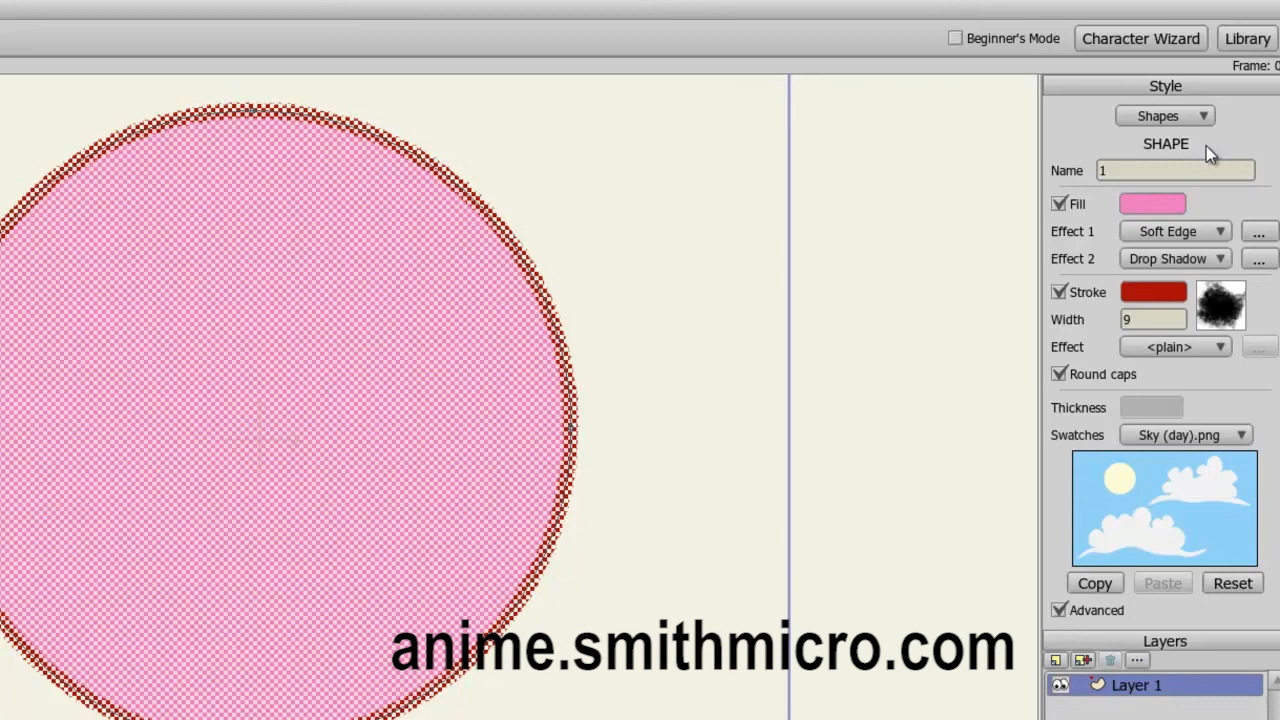 Beginner's Mode Character Wizard Library
Frame: 0
Style
Shapes
SHAPE
Name 1
Fill
Effect 1 Soft Edge ...
Effect 2 Drop Shadow ...
Stroke
Width 9
Effect <plain> ...
Round caps
Thickness
Swatches Sky (day).png
Copy Paste Reset
Advanced
anime.smithmicro.com
Layers
...
Layer 1